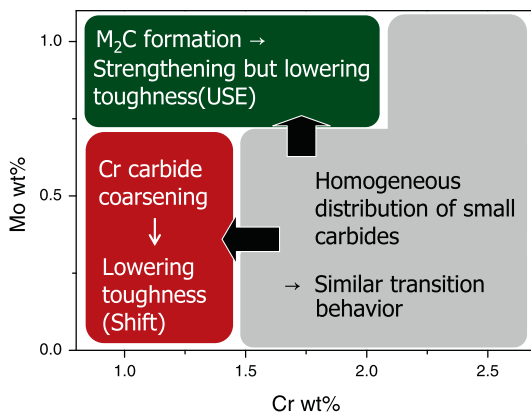 M₂C formation →
Strengthening but lowering
toughness(USE)
Cr carbide
coarsening
↓
Lowering
toughness
(Shift)
Homogeneous
distribution of small
carbides
→ Similar transition
behavior
Mo wt%
1.0
0.5
0.0
1.0
1.5
2.0
2.5
Cr wt%